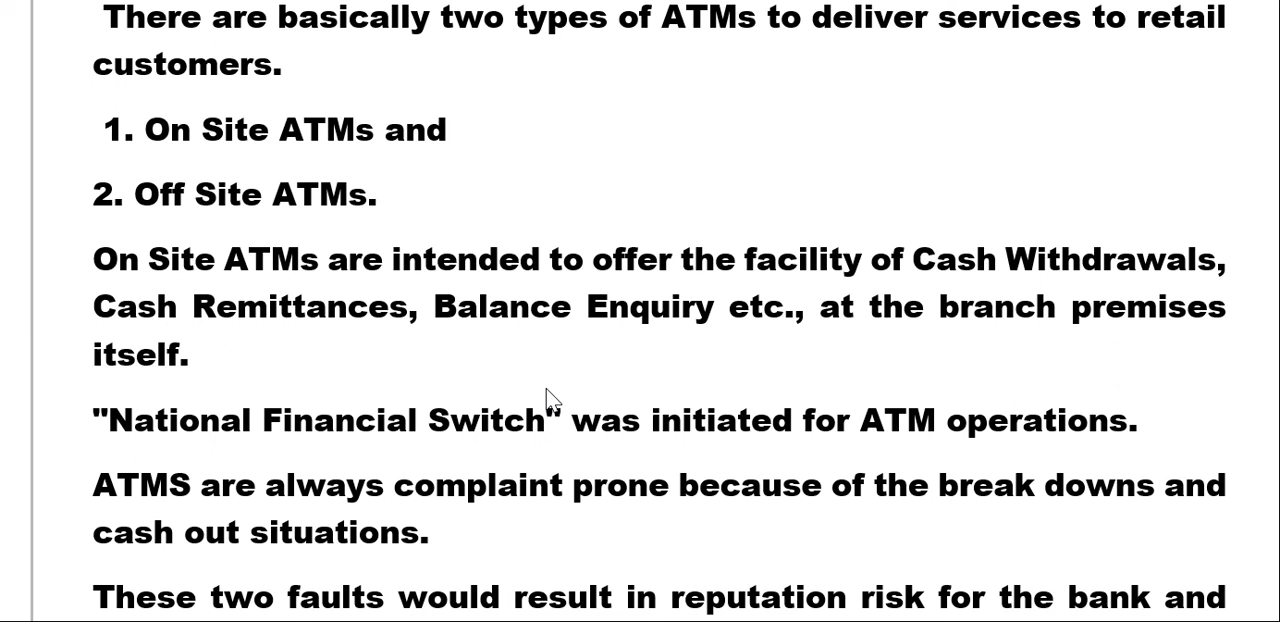 There are basically two types of ATMs to deliver services to retail
customers.
1. On Site ATMs and
2. Off Site ATMs.
On Site ATMs are intended to offer the facility of Cash Withdrawals,
Cash Remittances, Balance Enquiry etc., at the branch premises
itself.
"National Financial Switch" was initiated for ATM operations.
ATMS are always complaint prone because of the break downs and
cash out situations.
These two faults would result in reputation risk for the bank and